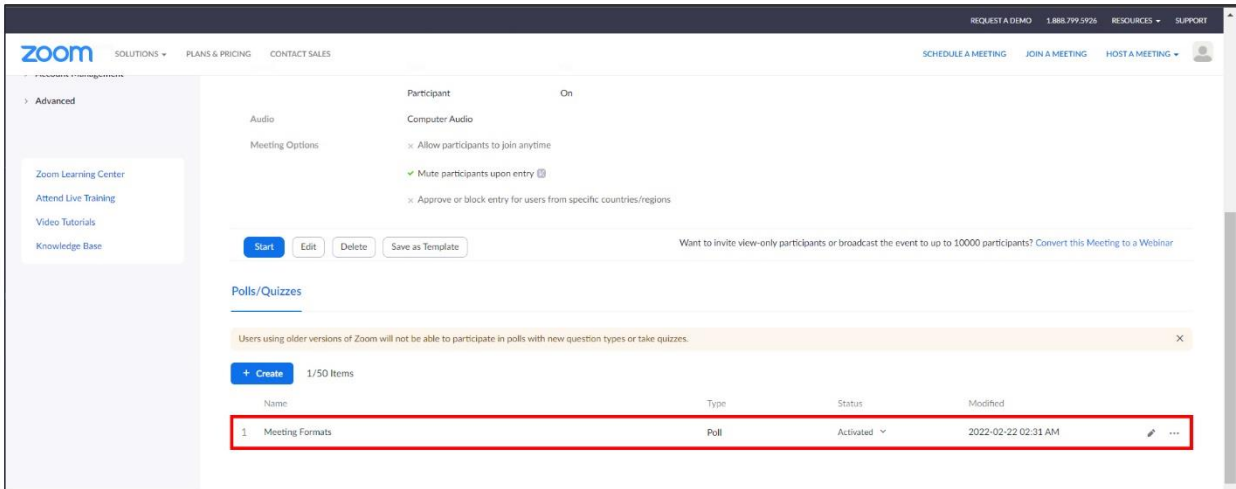 REQUEST A DEMO 1.888.799.5926 RESOURCES SUPPORT
zoom SOLUTIONS PLANS & PRICING CONTACT SALES SCHEDULE A MEETING JOIN A MEETING HOST A MEETING
Account Management
Advanced
Zoom Learning Center
Attend Live Training
Video Tutorials
Knowledge Base
Participant On
Audio Computer Audio
Meeting Options × Allow participants to join anytime
✓ Mute participants upon entry
× Approve or block entry for users from specific countries/regions
Start Edit Delete Save as Template Want to invite view-only participants or broadcast the event to up to 10000 participants? Convert this Meeting to a Webinar
Polls/Quizzes
Users using older versions of Zoom will not be able to participate in polls with new question types or take quizzes. ×
+ Create 1/50 Items
Name Type Status Modified
1 Meeting Formats Poll Activated 2022-02-22 02:31 AM ...